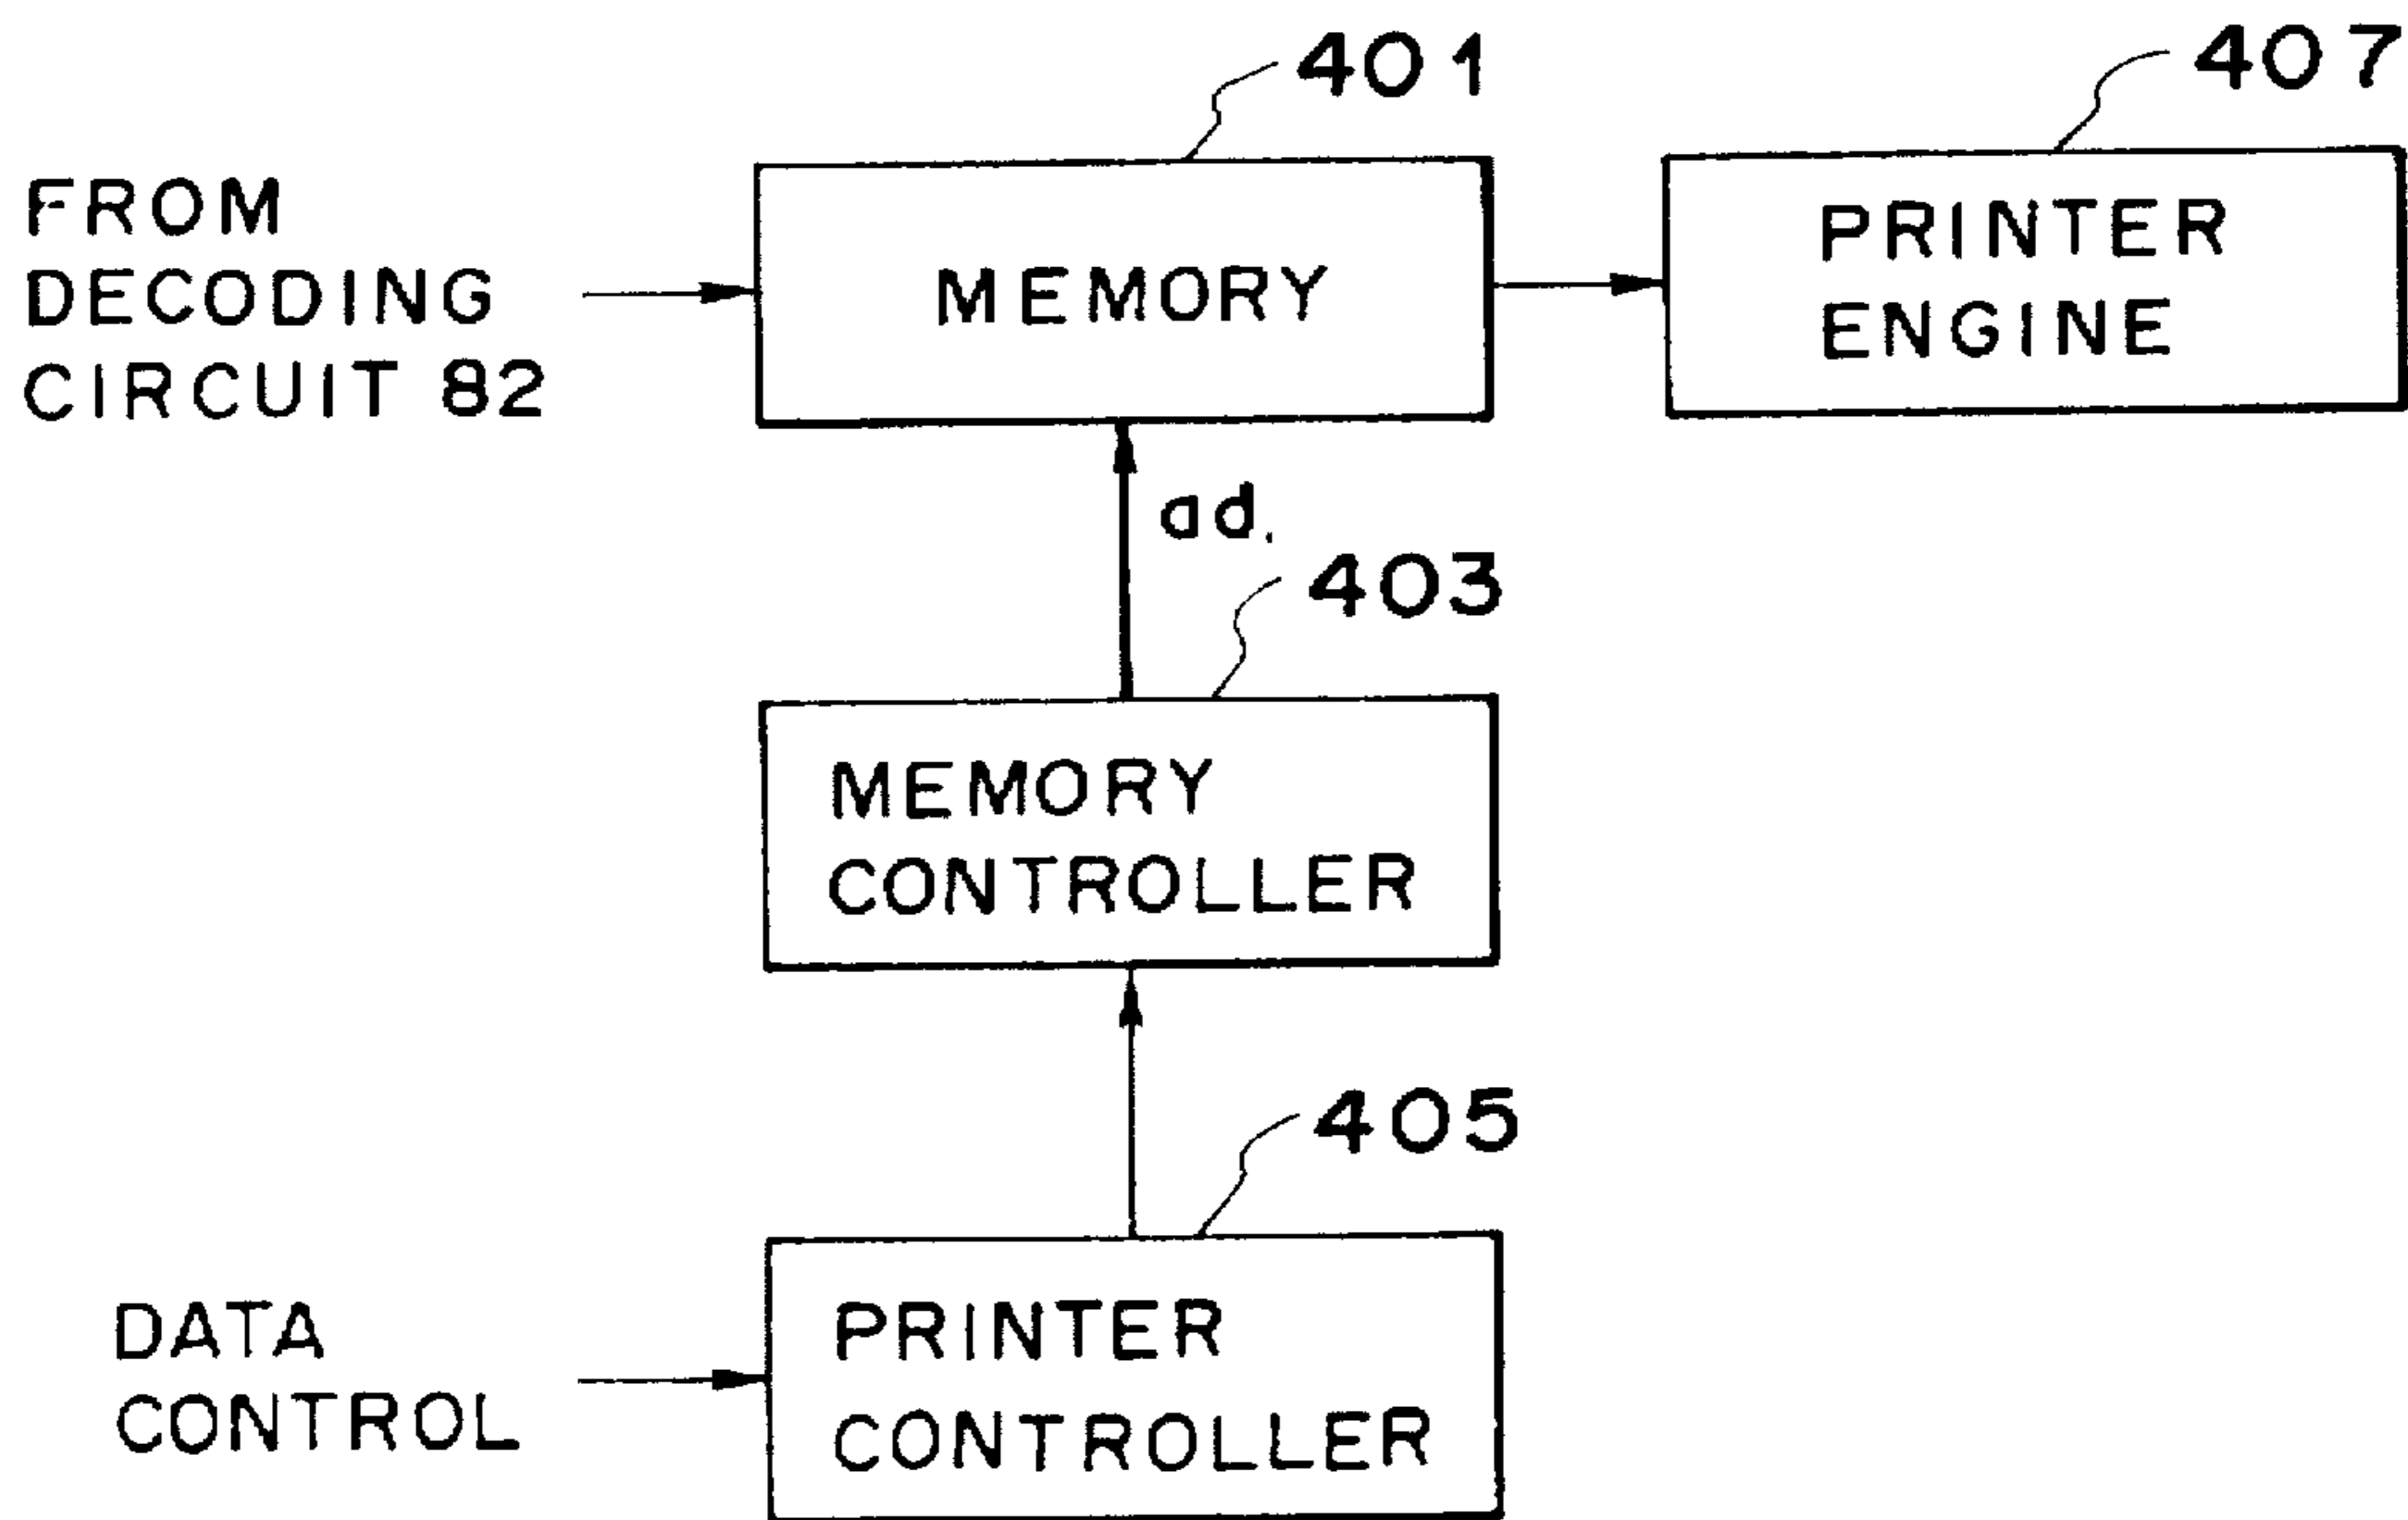 401
407
FROM
DECODING
CIRCUIT 82
MEMORY
PRINTER
ENGINE
ad.
403
MEMORY
CONTROLLER
405
DATA
CONTROL
PRINTER
CONTROLLER